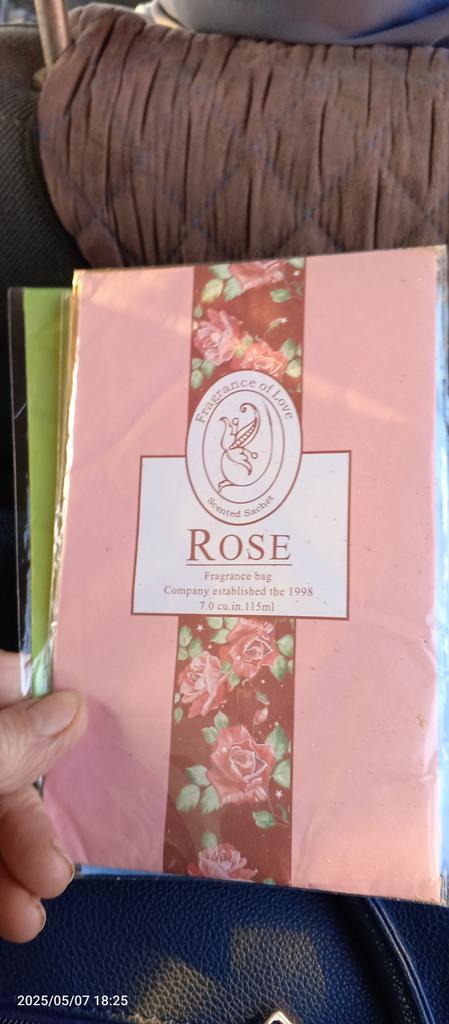 Fragrance of Love
Scented Sachet
ROSE
Fragrance bag
Company established the 1998
7.0 cu.in.115ml
2025/05/07 18:25